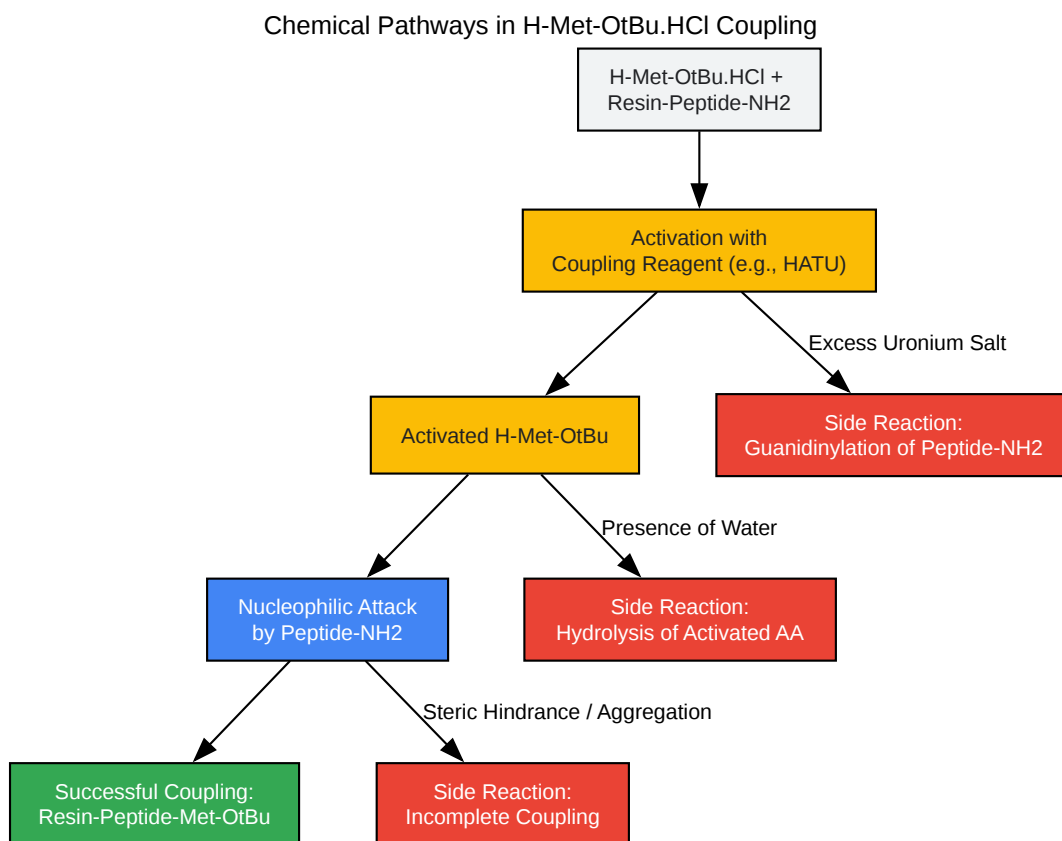 Chemical Pathways in H-Met-OtBu.HCl Coupling
H-Met-OtBu.HCl +
Resin-Peptide-NH2
Activation with
Coupling Reagent (e.g., HATU)
Excess Uronium Salt
Activated H-Met-OtBu
Side Reaction:
Guanidinylation of Peptide-NH2
Presence of Water
Nucleophilic Attack
by Peptide-NH2
Side Reaction:
Hydrolysis of Activated AA
Steric Hindrance / Aggregation
Successful Coupling:
Resin-Peptide-Met-OtBu
Side Reaction:
Incomplete Coupling